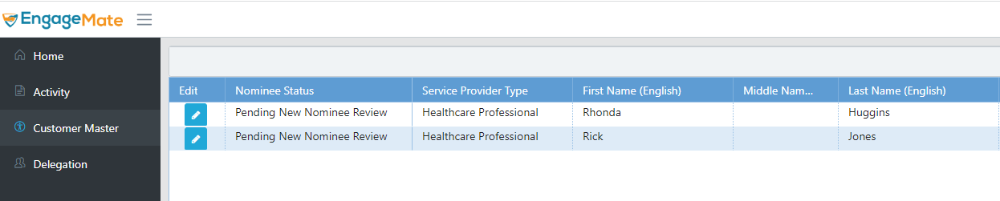 EngageMate
Home
Activity
Customer Master
Delegation
Edit Nominee Status Service Provider Type First Name (English) Middle Nam... Last Name (English)
Pending New Nominee Review Healthcare Professional Rhonda Huggins
Pending New Nominee Review Healthcare Professional Rick Jones